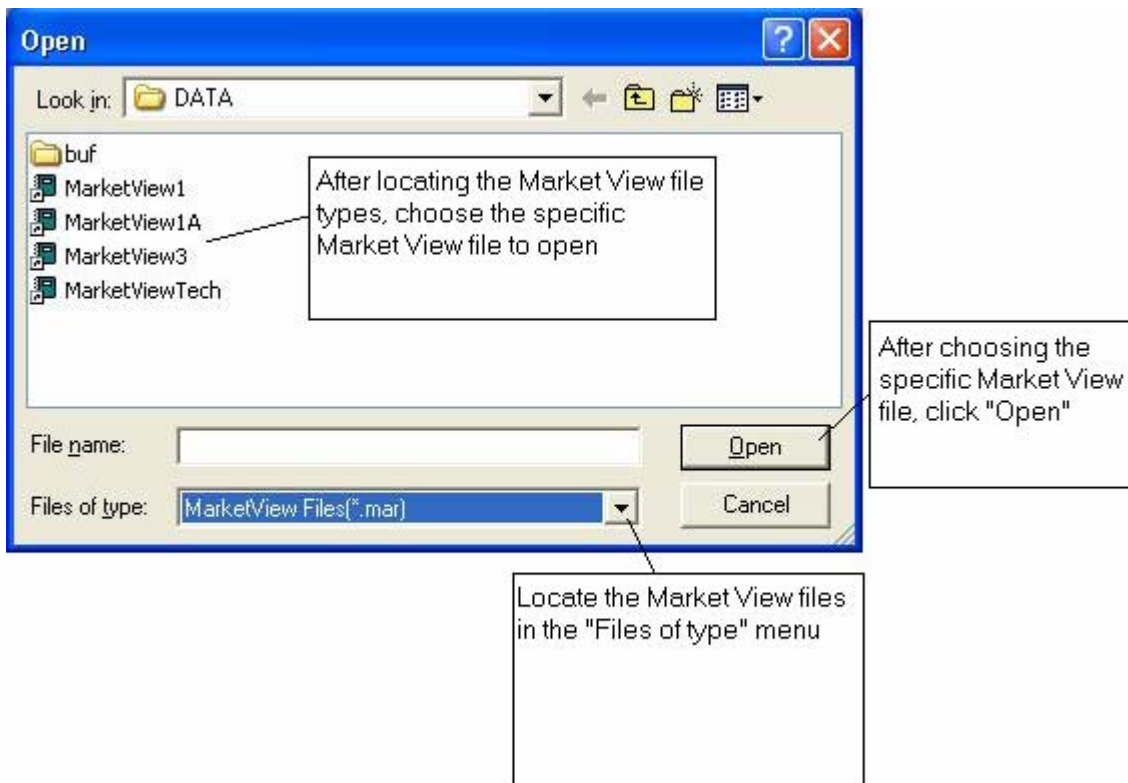 Open
Look in: DATA
buf
MarketView1
MarketView1A
MarketView3
MarketViewTech
After locating the Market View file
types, choose the specific
Market View file to open
After choosing the
specific Market View
file, click "Open"
File name:
Open
Files of type: MarketView Files(*.mar)
Cancel
Locate the Market View files
in the "Files of type" menu